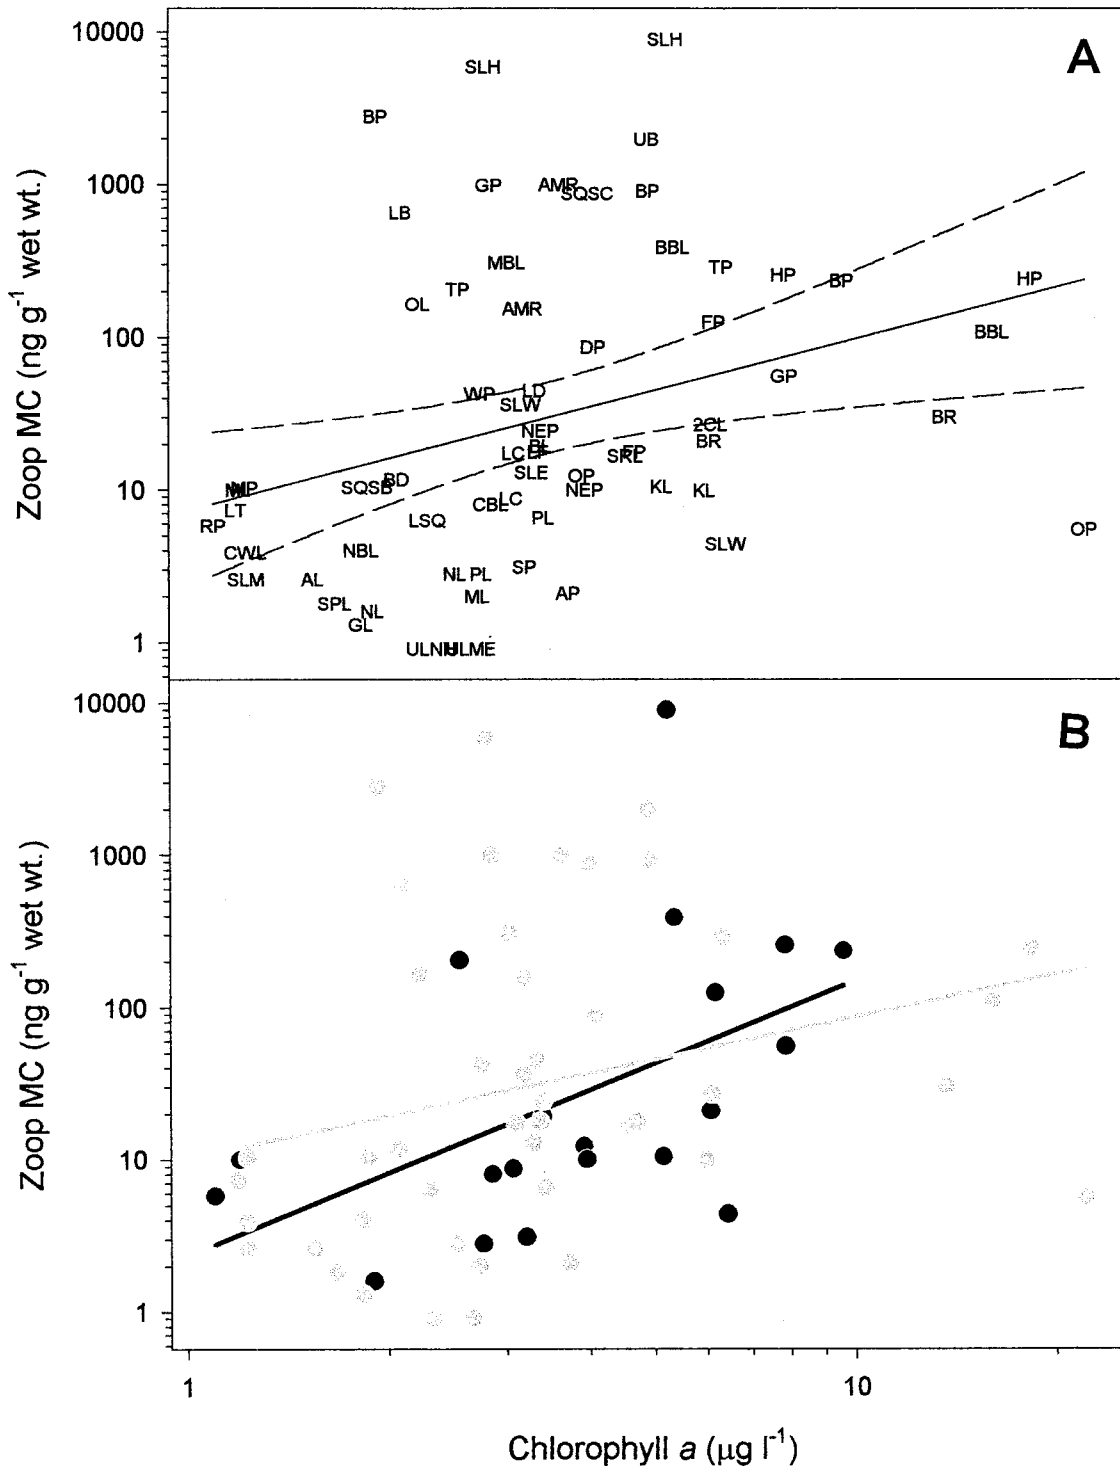 10000
SLH
A
SLH
BP
UB
Zoop MC (ng g⁻¹ wet wt.)
1000
GP
AMR
SQSC
BP
LB
BBL
MBL
TP
HP
BP
HP
TP
OL
AMR
FP
BBL
100
DP
GP
WP
LD
SLW
BR
2CL
NEP
BR
LC
SRL
FP
SLE
OP
BD
10
SQSB
NEP
KL
KL
LC
CBL
LT
LSQ
PL
RP
OP
SLW
CWL
NBL
SP
NL
PL
SLM
AL
AP
ML
SPL
NL
GL
1
ULNU
ULME
10000
B
1000
Zoop MC (ng g⁻¹ wet wt.)
100
10
1
1
10
Chlorophyll a (μg l⁻¹)